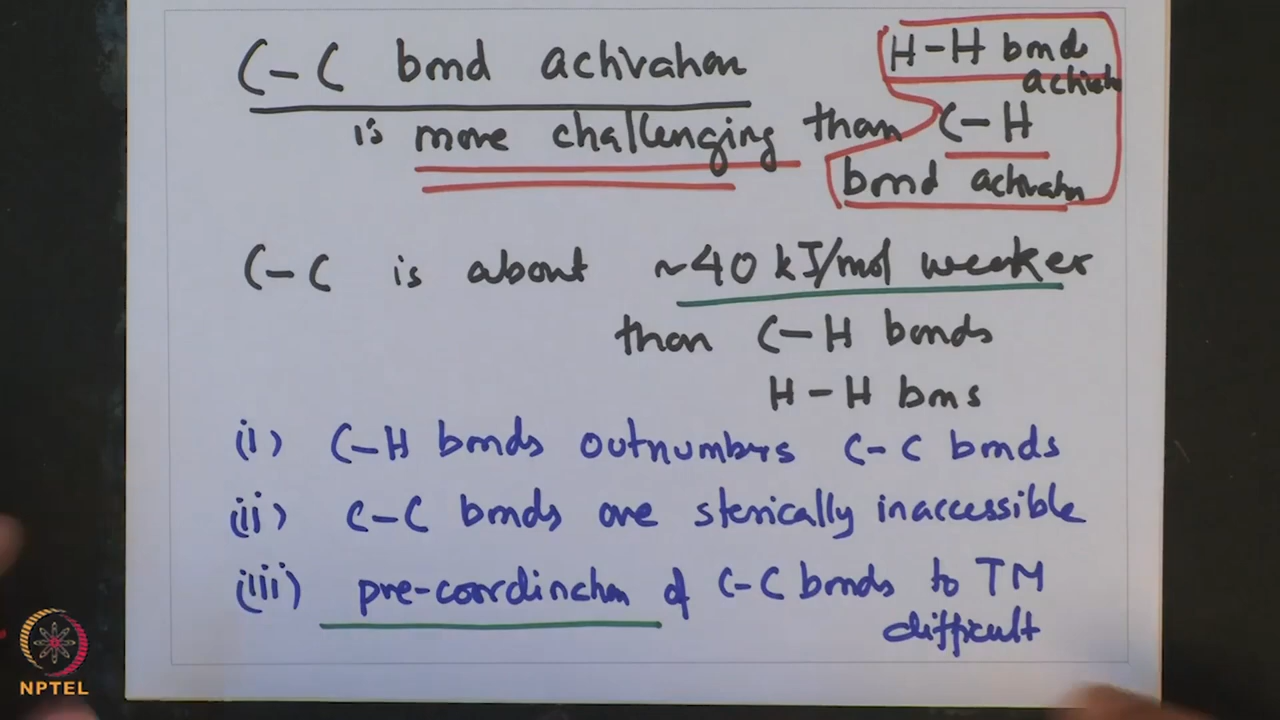 C-C bond activation
H-H bond
activn
is more challenging than C-H
bond activation
C-C is about ~40 kJ/mol weaker
than C-H bonds
H-H bons
(i) C-H bonds outnumbers C-C bonds
(ii) C-C bonds are sterically inaccessible
(iii) pre-coordination of C-C bonds to TM
difficult
NPTEL